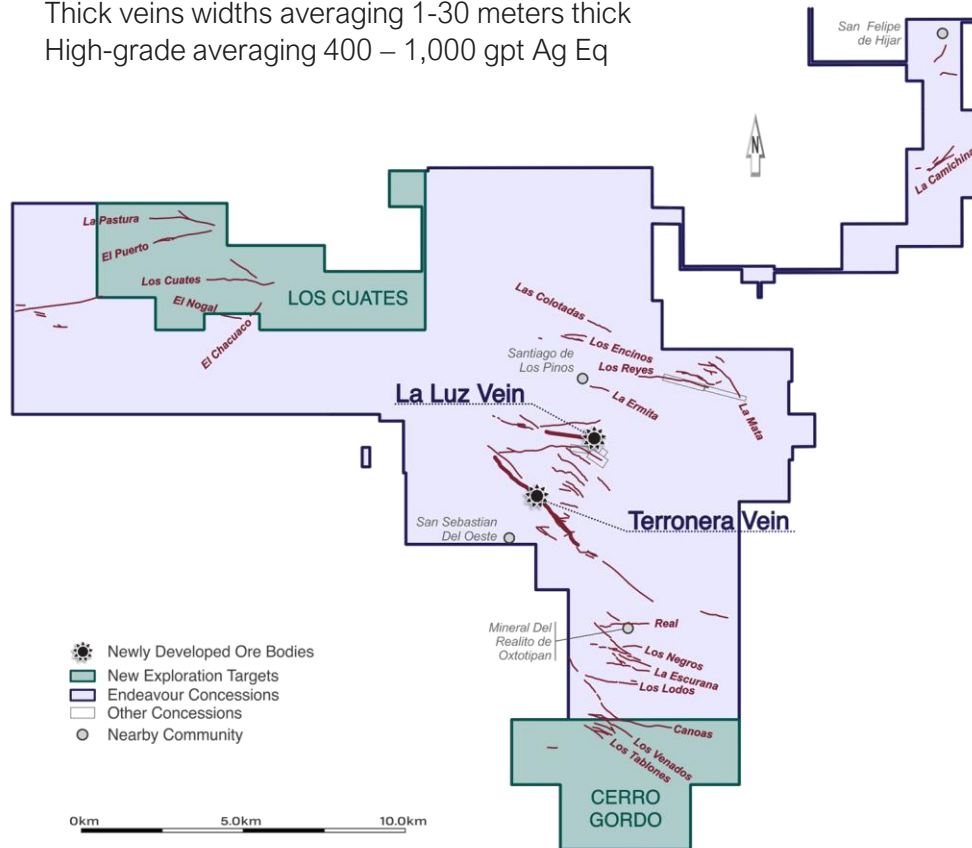 Thick veins widths averaging 1-30 meters thick
High-grade averaging 400 – 1,000 gpt Ag Eq
San Felipe
de Hijar
N
La Camichina
La Pastura
El Puerto
Los Cuates
El Nogal
El Chacuaco
LOS CUATES
Las Colotadas
Los Encinos
Santiago de
Los Pinos
Los Reyes
La Ermita
La Mata
La Luz Vein
Terronera Vein
San Sebastian
Del Oeste
Mineral Del
Realito de
Oxtotipan
Real
Los Negros
La Escurana
Los Lodos
Canoas
Los Venados
Los Tablones
CERRO
GORDO
Newly Developed Ore Bodies
New Exploration Targets
Endeavour Concessions
Other Concessions
Nearby Community
0km
5.0km
10.0km